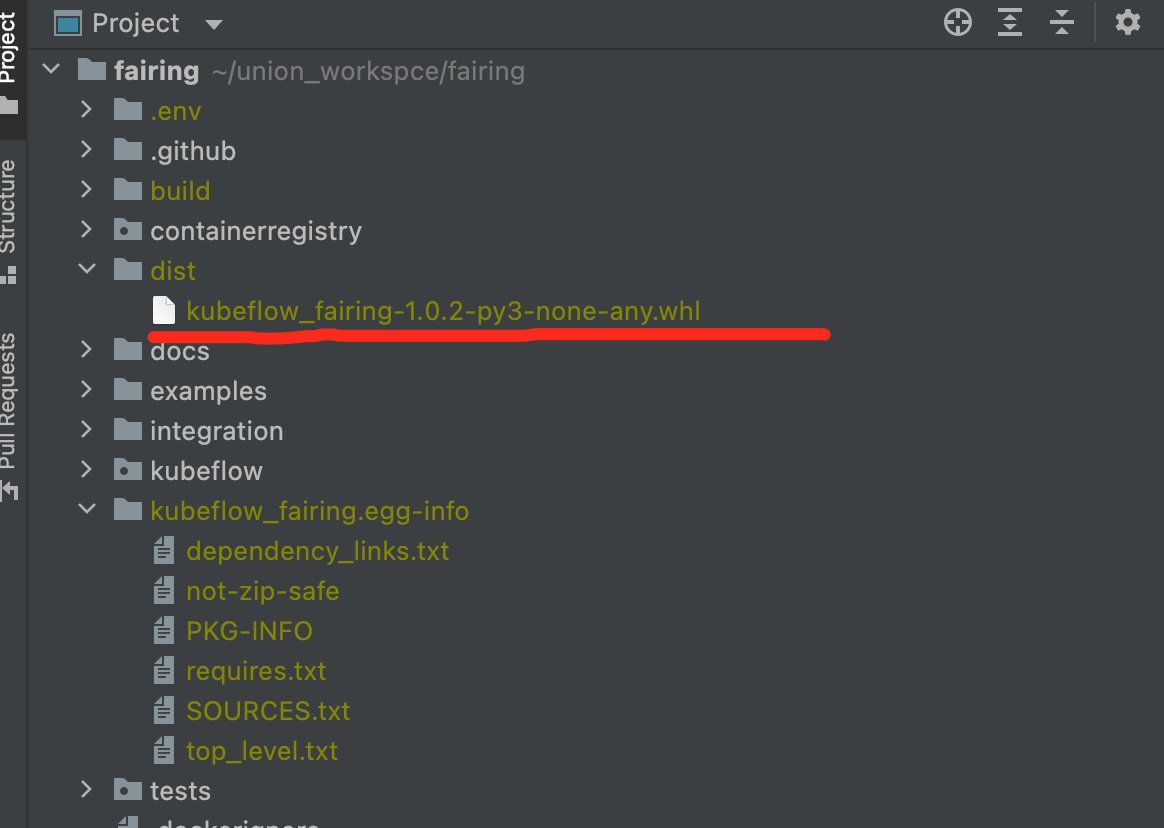 Project
fairing ~/union_workspce/fairing
.env
.github
build
containerregistry
dist
kubeflow_fairing-1.0.2-py3-none-any.whl
docs
examples
integration
kubeflow
kubeflow_fairing.egg-info
dependency_links.txt
not-zip-safe
PKG-INFO
requires.txt
SOURCES.txt
top_level.txt
tests
.dockerignore
Project
Structure
Pull Requests